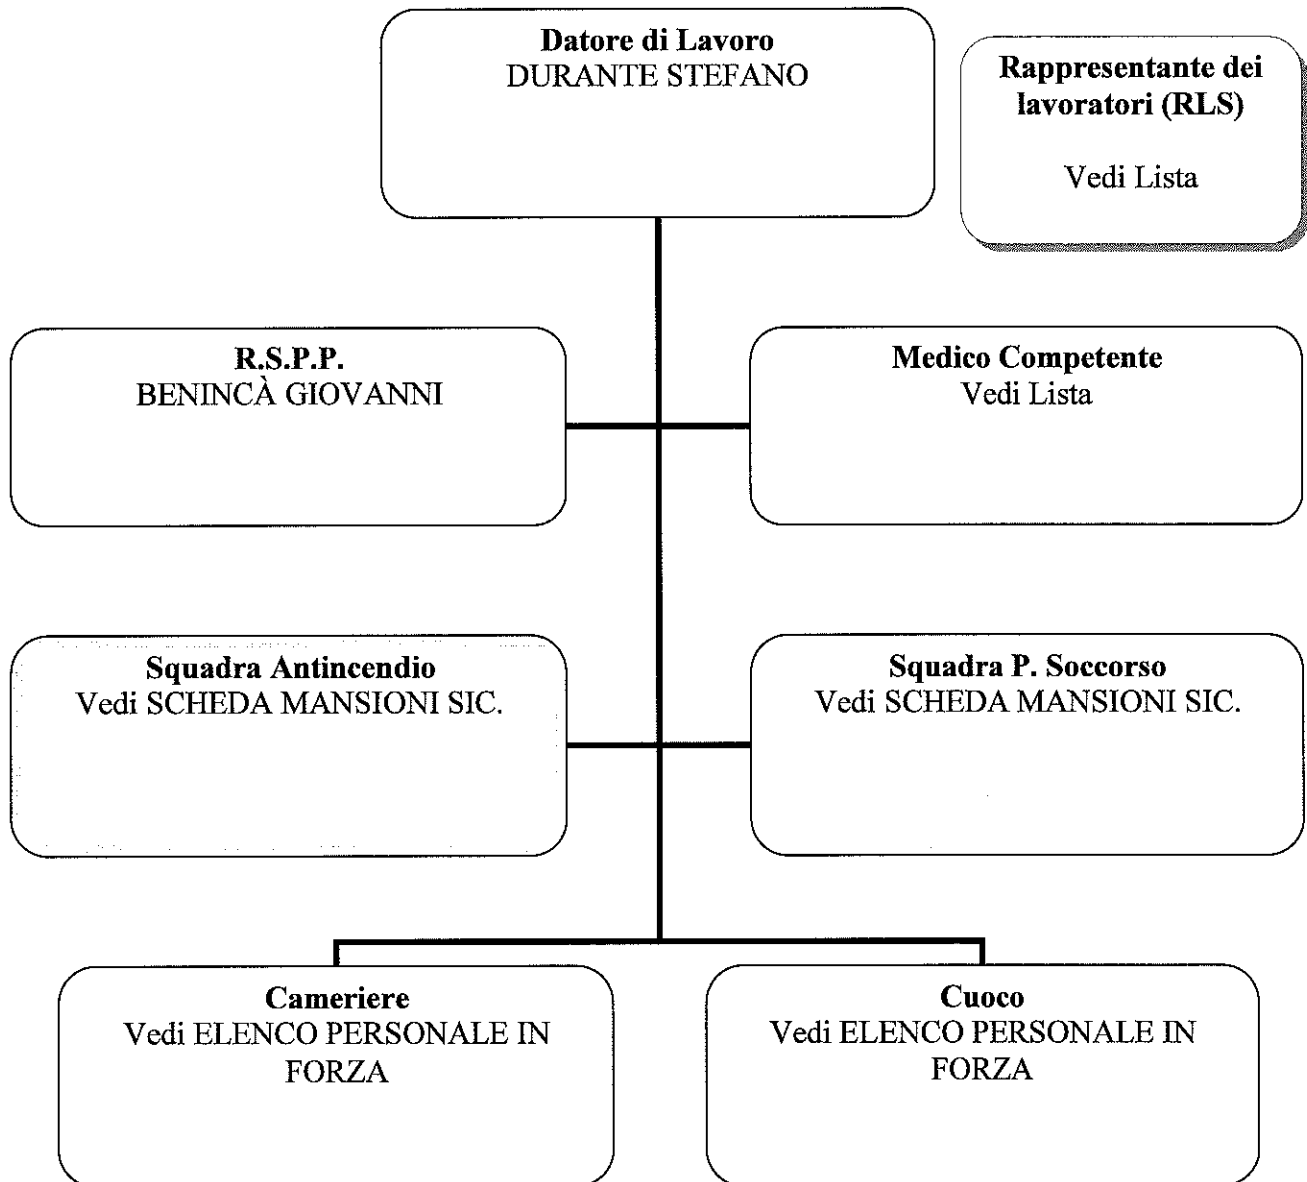 Datore di Lavoro
DURANTE STEFANO
Rappresentante dei
lavoratori (RLS)
Vedi Lista
R.S.P.P.
BENINCÀ GIOVANNI
Medico Competente
Vedi Lista
Squadra Antincendio
Vedi SCHEDA MANSIONI SIC.
Squadra P. Soccorso
Vedi SCHEDA MANSIONI SIC.
Cameriere
Vedi ELENCO PERSONALE IN
FORZA
Cuoco
Vedi ELENCO PERSONALE IN
FORZA